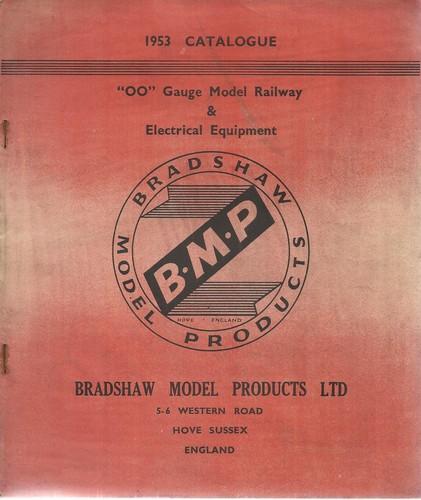 1953 CATALOGUE
"OO" Gauge Model Railway
&
Electrical Equipment
BRADSHAW
MODEL PRODUCTS
B·M·P
HOVE · ENGLAND
BRADSHAW MODEL PRODUCTS LTD
5-6 WESTERN ROAD
HOVE SUSSEX
ENGLAND